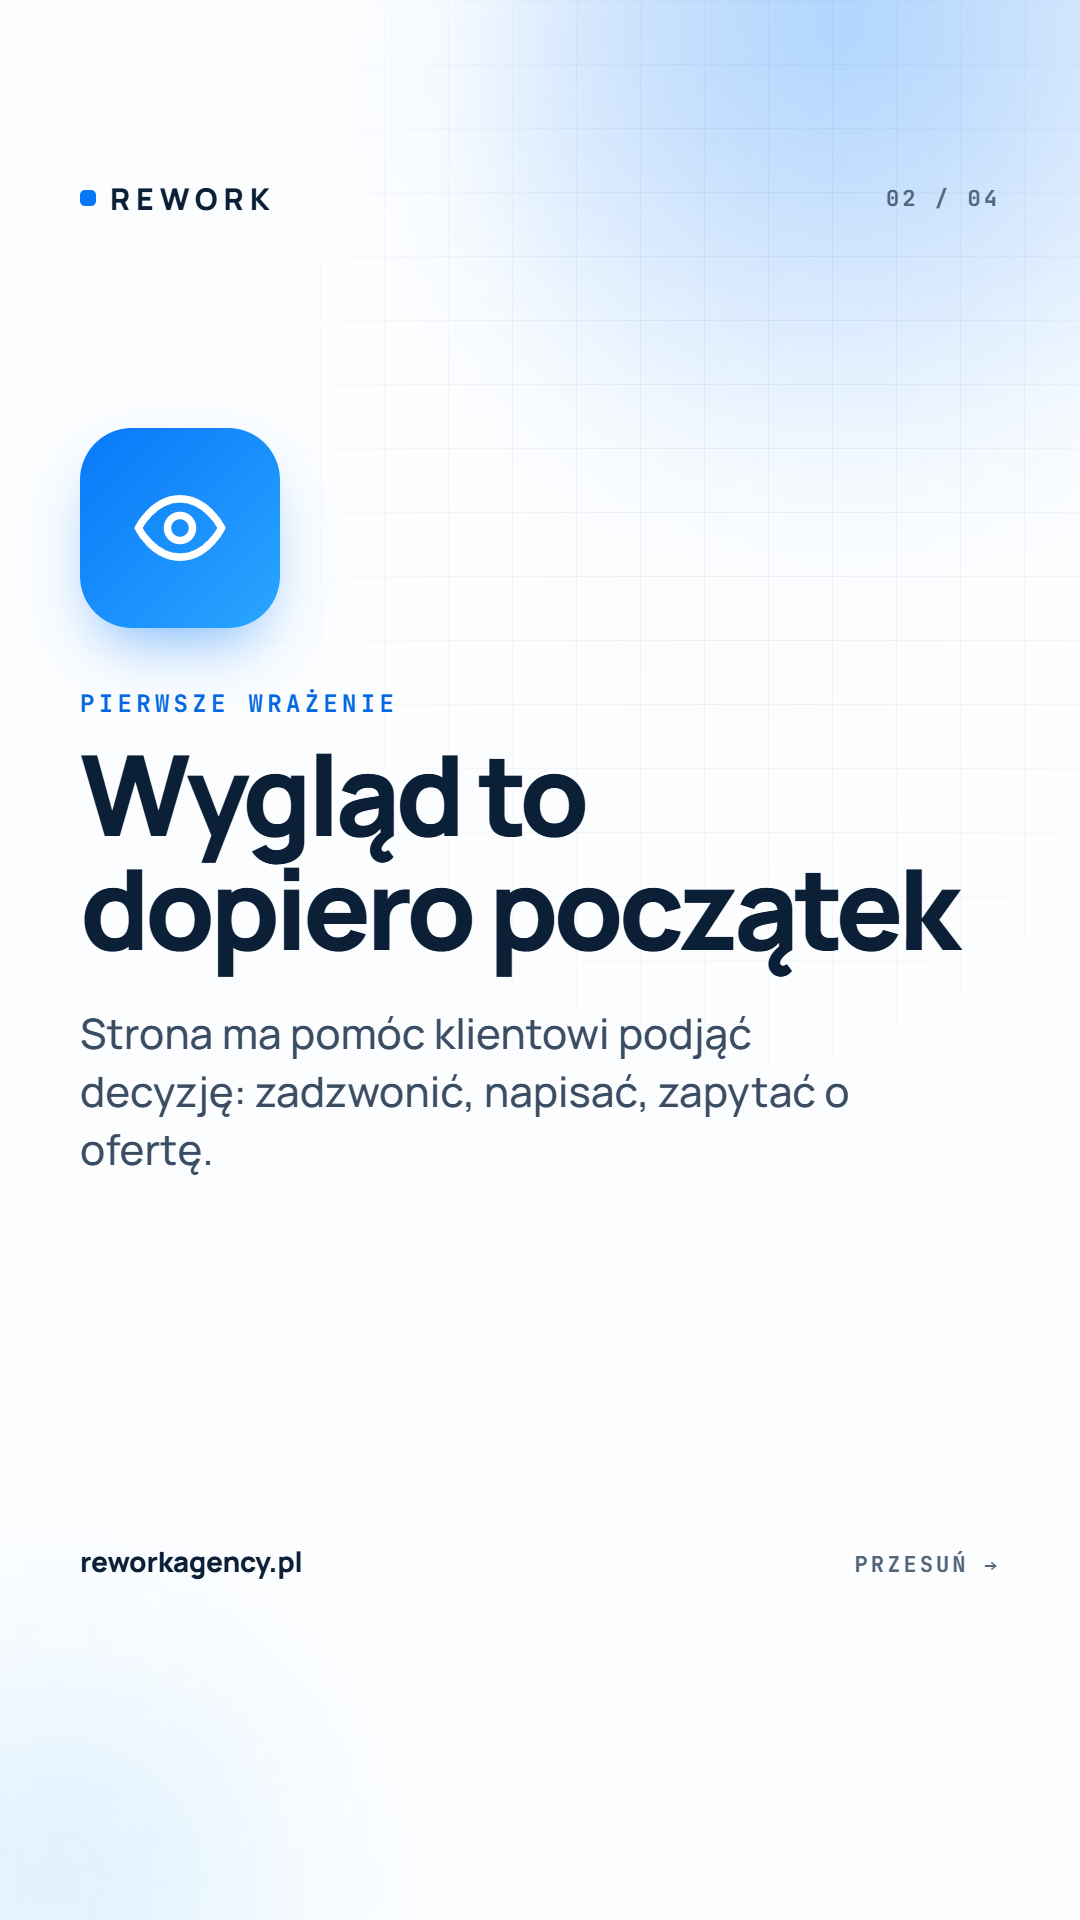 REWORK
02 / 04
PIERWSZE WRAŻENIE
Wygląd to
dopiero początek
Strona ma pomóc klientowi podjąć
decyzję: zadzwonić, napisać, zapytać o
ofertę.
reworkagency.pl
PRZESUŃ →